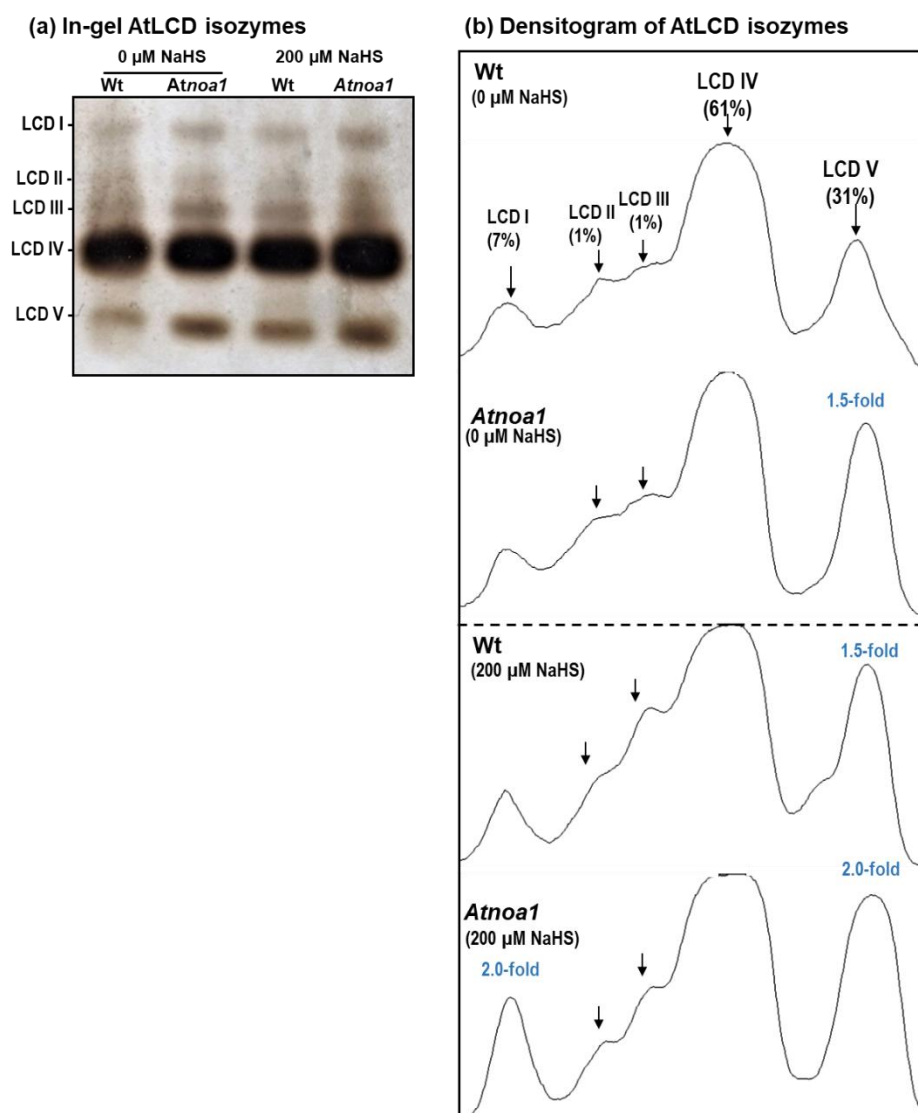 (a) In-gel AtLCD isozymes
0 µM NaHS 200 µM NaHS
Wt Atnoa1 Wt Atnoa1
LCD I
LCD II
LCD III
LCD IV
LCD V
(b) Densitogram of AtLCD isozymes
Wt
(0 µM NaHS)
LCD I
(7%)
LCD II
(1%)
LCD III
(1%)
LCD IV
(61%)
LCD V
(31%)
Atnoa1
(0 µM NaHS)
1.5-fold
Wt
(200 µM NaHS)
1.5-fold
Atnoa1
(200 µM NaHS)
2.0-fold
2.0-fold